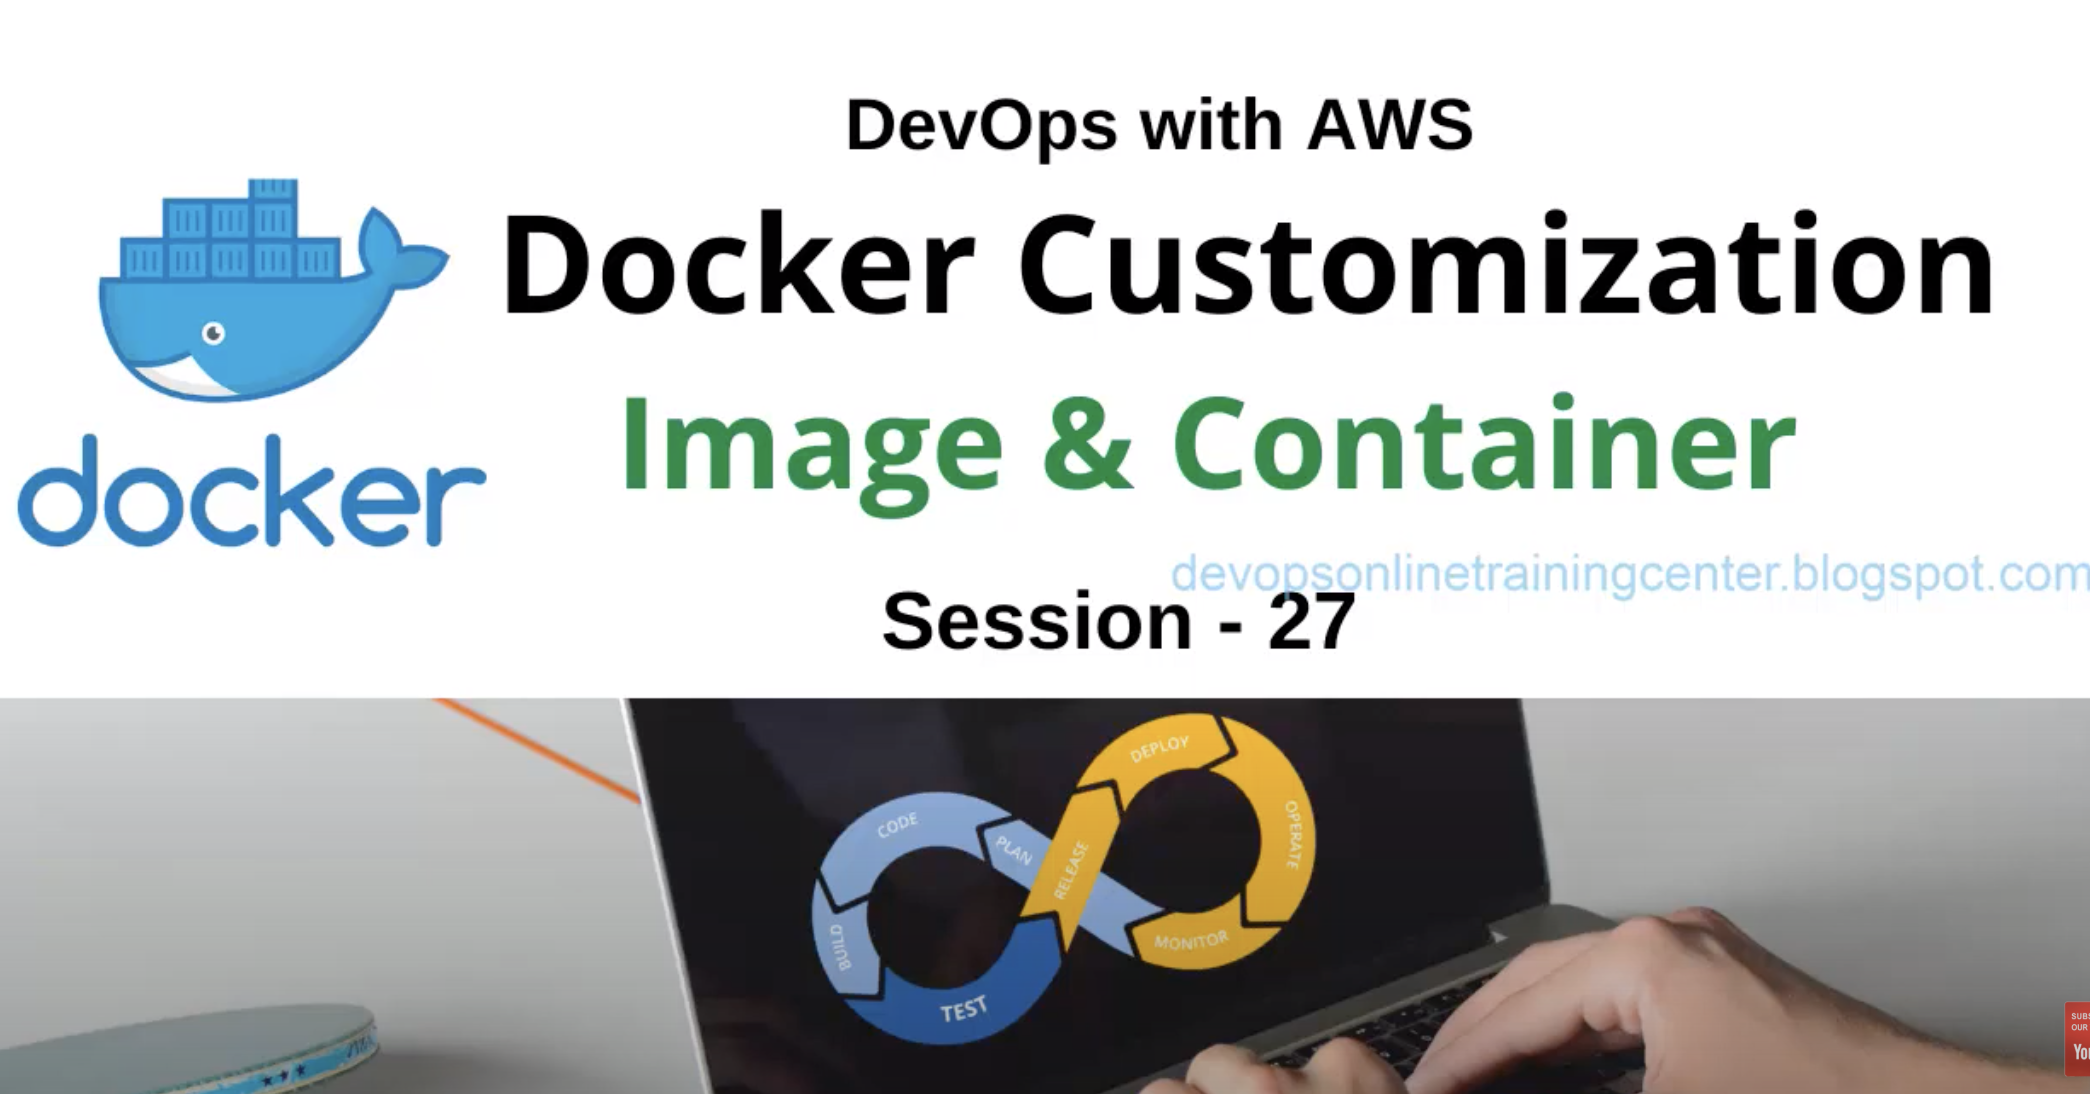 DevOps with AWS
Docker Customization
Image & Container
docker
devopsonlinetrainingcenter.blogspot.com
Session - 27
DEPLOY
CODE
PLAN
RELEASE
OPERATE
BUILD
MONITOR
TEST
OUR